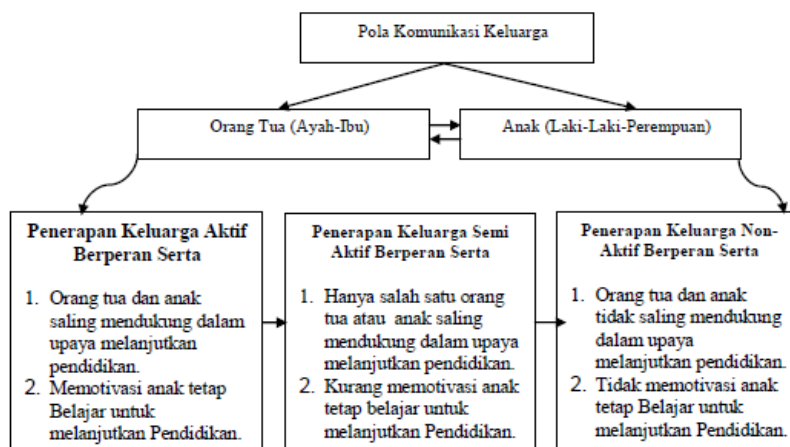 Pola Komunikasi Keluarga
Orang Tua (Ayah-Ibu)
Anak (Laki-Laki-Perempuan)
Penerapan Keluarga Aktif
Berperan Serta
1. Orang tua dan anak
saling mendukung dalam
upaya melanjutkan
pendidikan.
2. Memotivasi anak tetap
Belajar untuk
melanjutkan Pendidikan.
Penerapan Keluarga Semi
Aktif Berperan Serta
1. Hanya salah satu orang
tua atau anak saling
mendukung dalam upaya
melanjutkan pendidikan.
2. Kurang memotivasi anak
tetap belajar untuk
melanjutkan Pendidikan.
Penerapan Keluarga Non-
Aktif Berperan Serta
1. Orang tua dan anak
tidak saling mendukung
dalam upaya
melanjutkan pendidikan.
2. Tidak memotivasi anak
tetap Belajar untuk
melanjutkan Pendidikan.